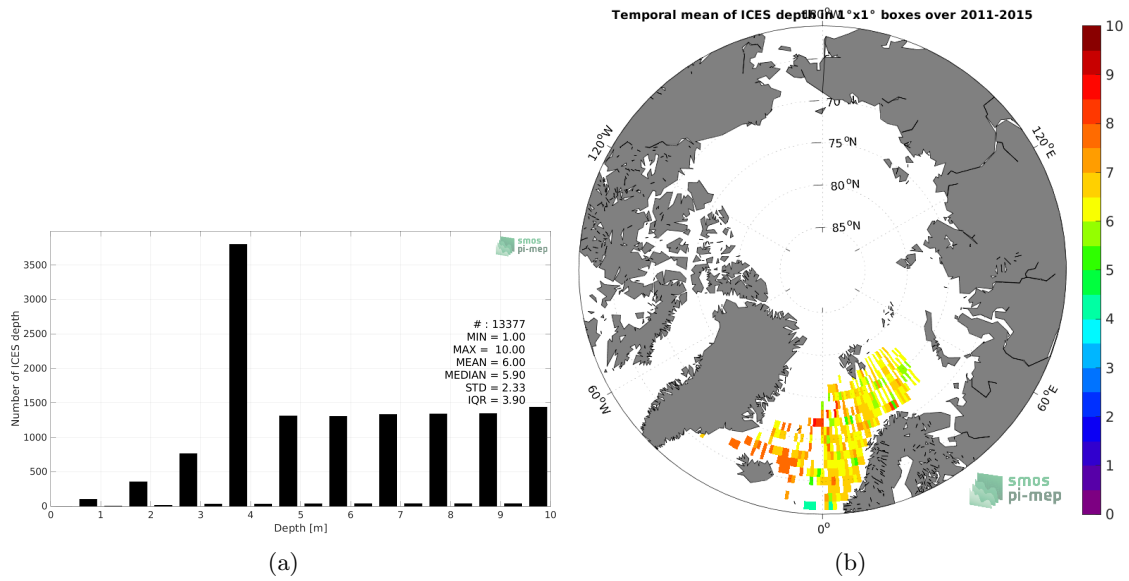 Temporal mean of ICES depth in 1°x1° boxes over 2011-2015
180°W
10
9
8
7
6
5
4
3
2
1
0
120°W
120°E
75°N
80°N
85°N
60°W
60°E
0°
smos
pi-mep
smos
pi-mep
Number of ICES depth
3500
3000
2500
2000
1500
1000
500
0
# : 13377
MIN = 1.00
MAX = 10.00
MEAN = 6.00
MEDIAN = 5.90
STD = 2.33
IQR = 3.90
0 1 2 3 4 5 6 7 8 9 10
Depth [m]
(a)
(b)